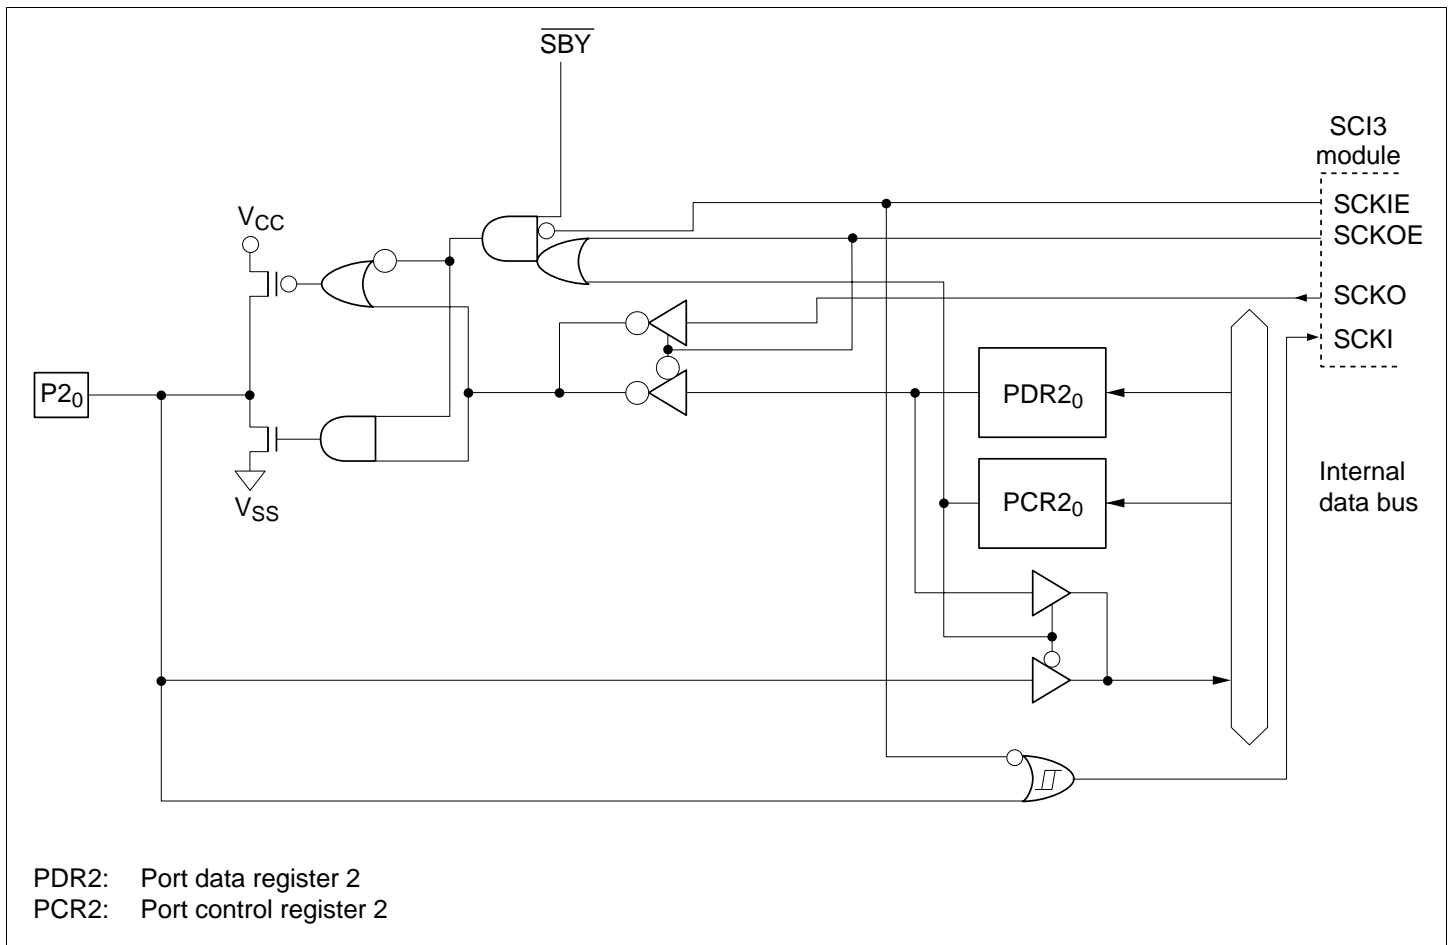 SBY
SCI3
module
VCC
SCKIE
SCKOE
SCKO
SCKI
P20
PDR20
PCR20
Internal
data bus
VSS
PDR2: Port data register 2
PCR2: Port control register 2